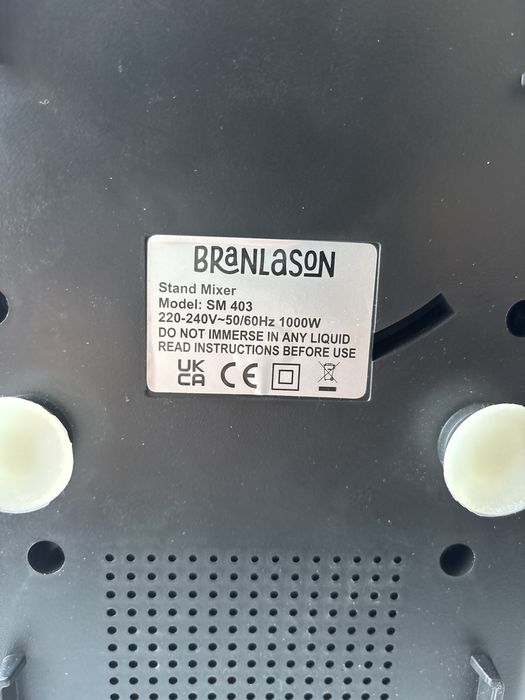 BRANLASON
Stand Mixer
Model: SM 403
220-240V~50/60Hz 1000W
DO NOT IMMERSE IN ANY LIQUID
READ INSTRUCTIONS BEFORE USE
UK
CA CE